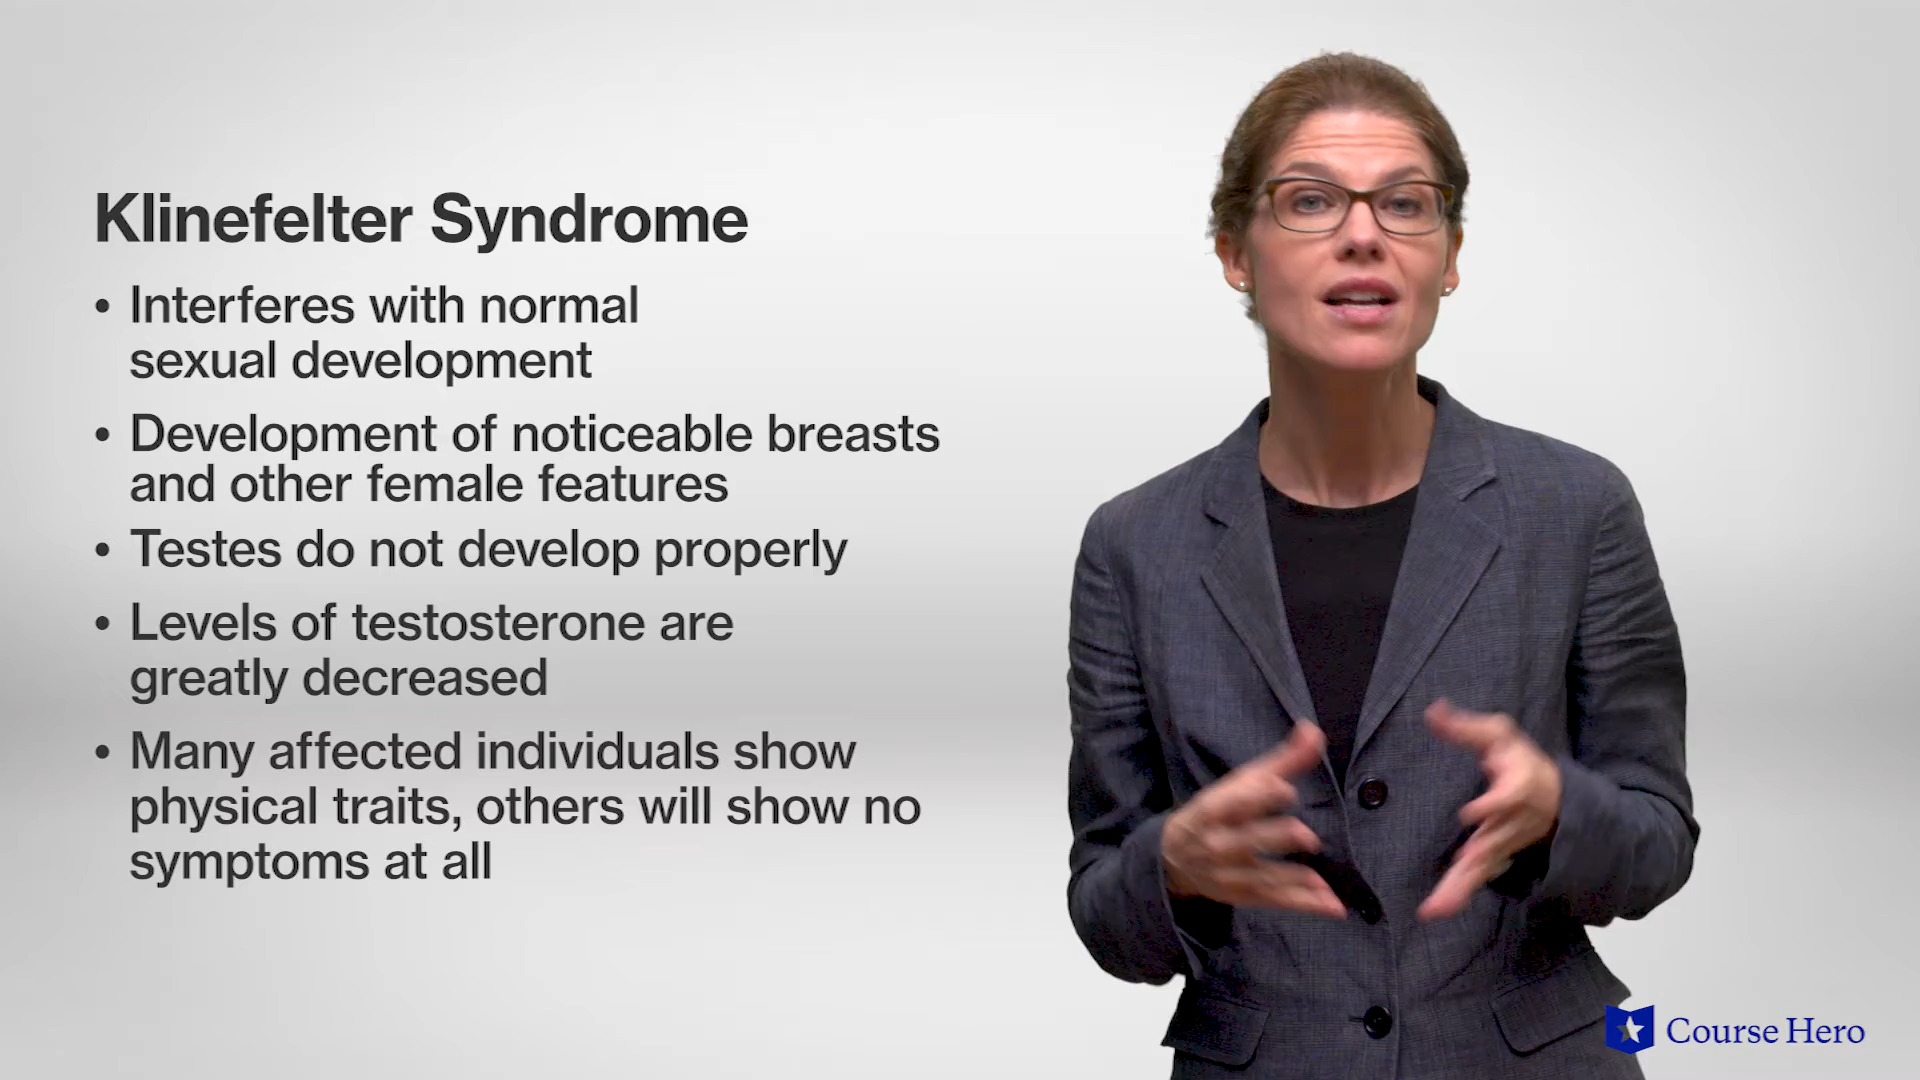 Klinefelter Syndrome
• Interferes with normal
sexual development
• Development of noticeable breasts
and other female features
• Testes do not develop properly
• Levels of testosterone are
greatly decreased
• Many affected individuals show
physical traits, others will show no
symptoms at all
Course Hero